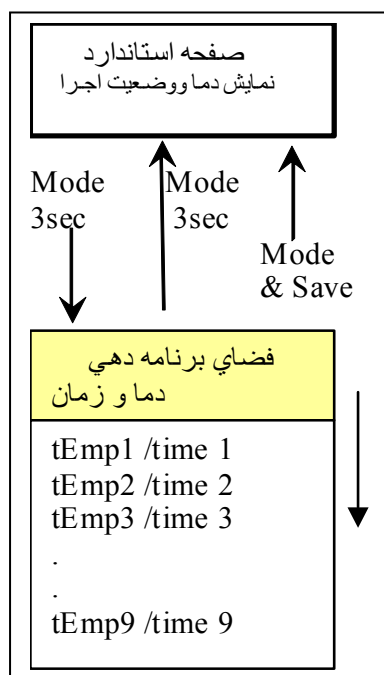 صفحه استاندارد
نمایش دما ووضعیت اجرا
Mode
3sec
Mode
3sec
Mode
& Save
فضاي برنامه دهي
دما و زمان
tEmp1 /time 1
tEmp2 /time 2
tEmp3 /time 3
.
.
tEmp9 /time 9